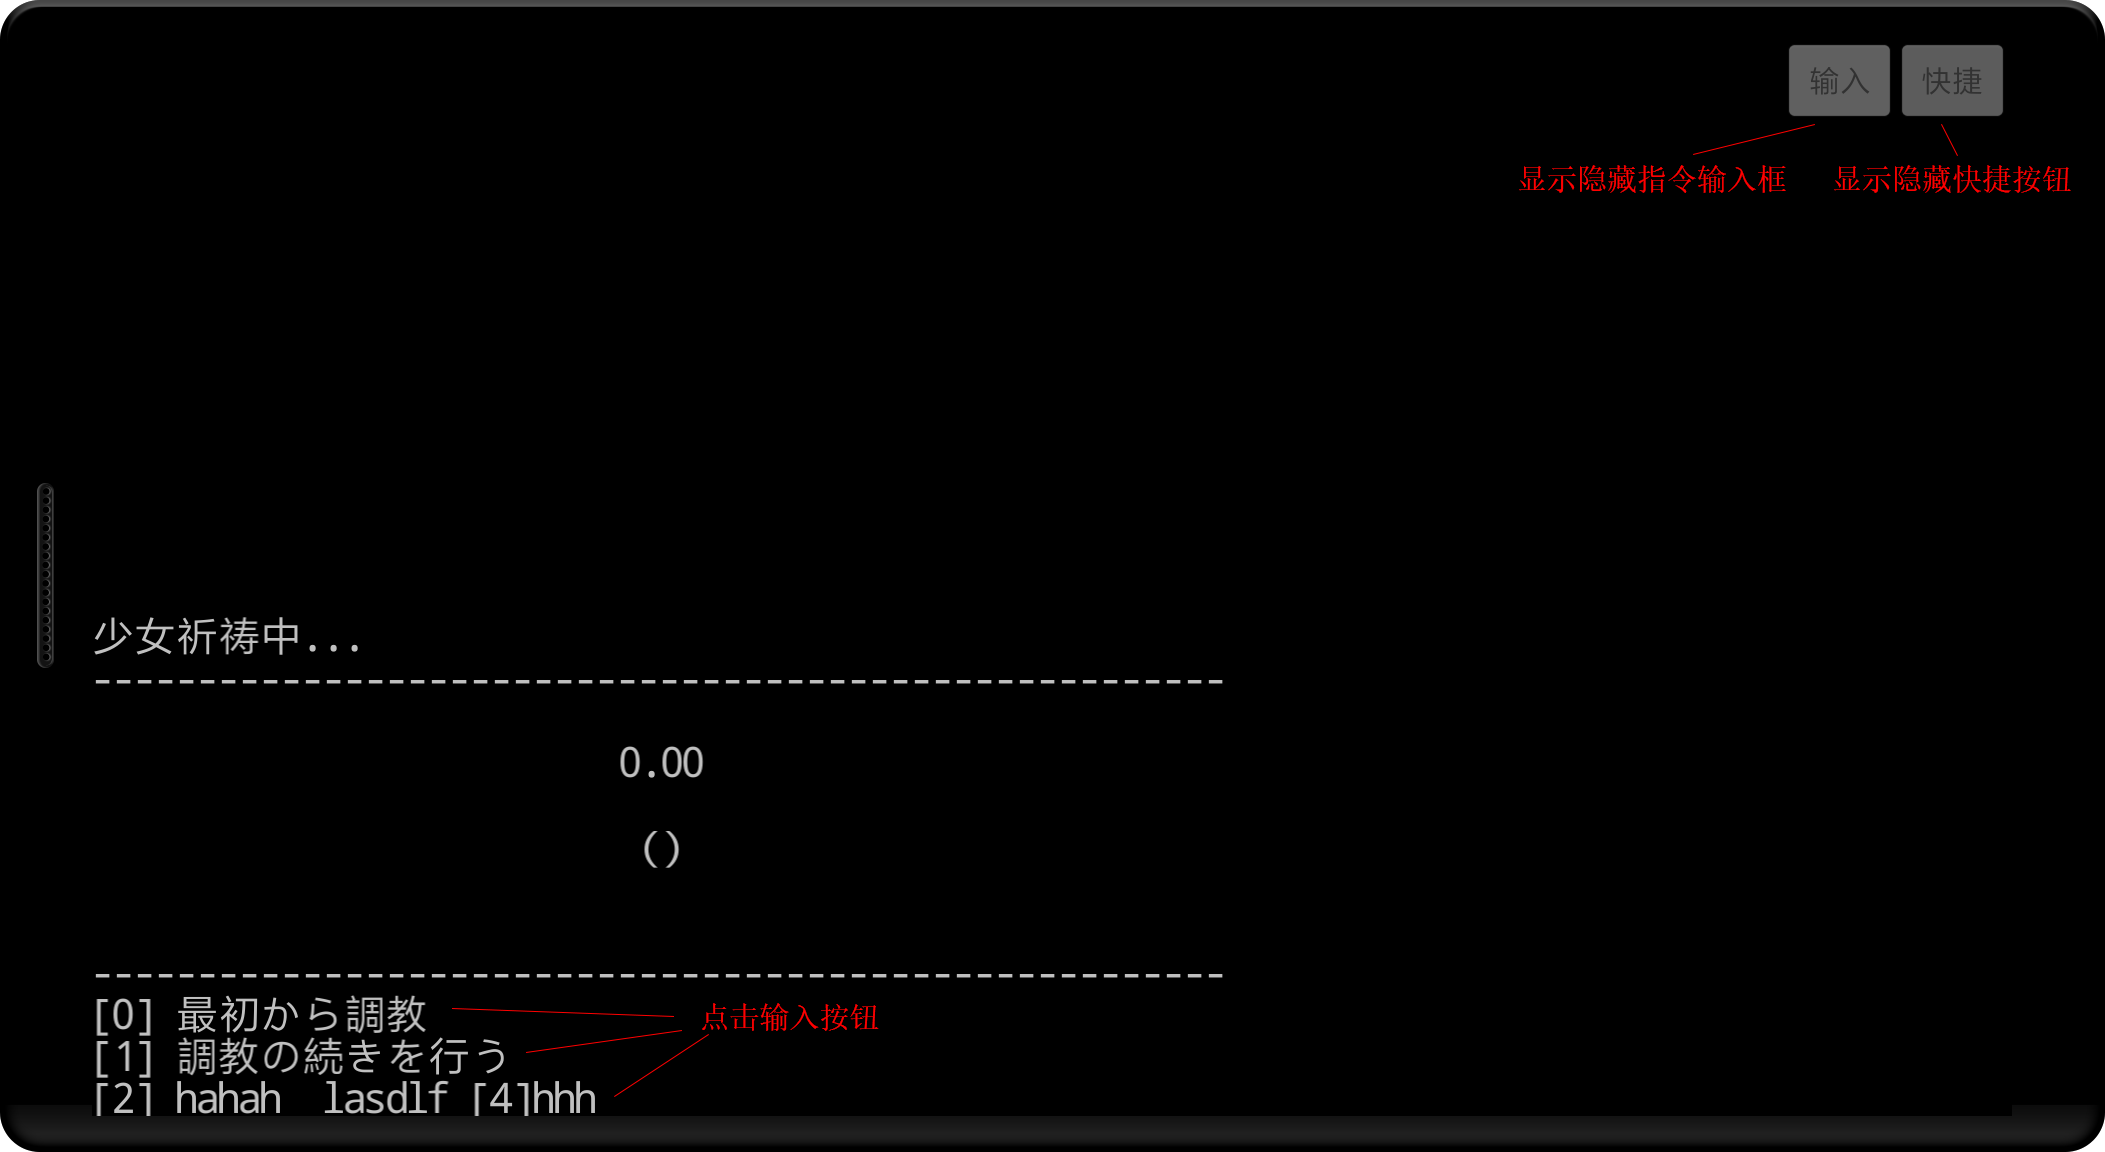 输入 快捷
显示隐藏指令输入框 显示隐藏快捷按钮
少女祈祷中...
------------------------------------------------------
0.00
()
------------------------------------------------------
[0] 最初から調教
点击输入按钮
[1] 調教の続きを行う
[2] hahah  lasdlf [4]hhh